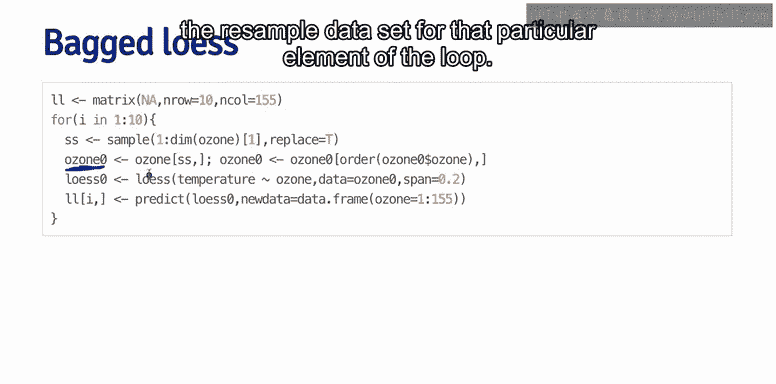 the resample data set for that particular
element of the loop.
Bagged loess
ll <- matrix(NA,nrow=10,ncol=155)
for(i in 1:10){
ss <- sample(1:dim(ozone)[1],replace=T)
ozone0 <- ozone[ss,]; ozone0 <- ozone0[order(ozone0$ozone),]
loess0 <- loess(temperature ~ ozone,data=ozone0,span=0.2)
ll[i,] <- predict(loess0,newdata=data.frame(ozone=1:155))
}